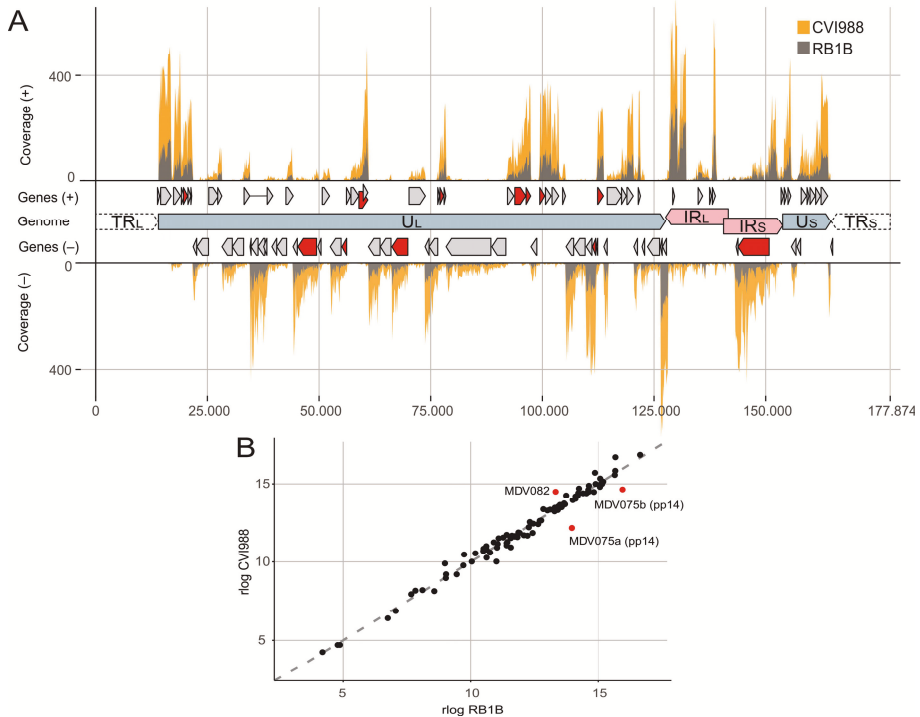 A
CVI988
RB1B
Coverage (+)
400
0
Genes (+)
Genome
TRL
UL
IRL
IRS
US
TRS
Genes (–)
0
Coverage (–)
400
0
25.000
50.000
75.000
100.000
125.000
150.000
177.874
B
rlog CVI988
15
10
5
MDV082
MDV075b (pp14)
MDV075a (pp14)
5
10
15
rlog RB1B